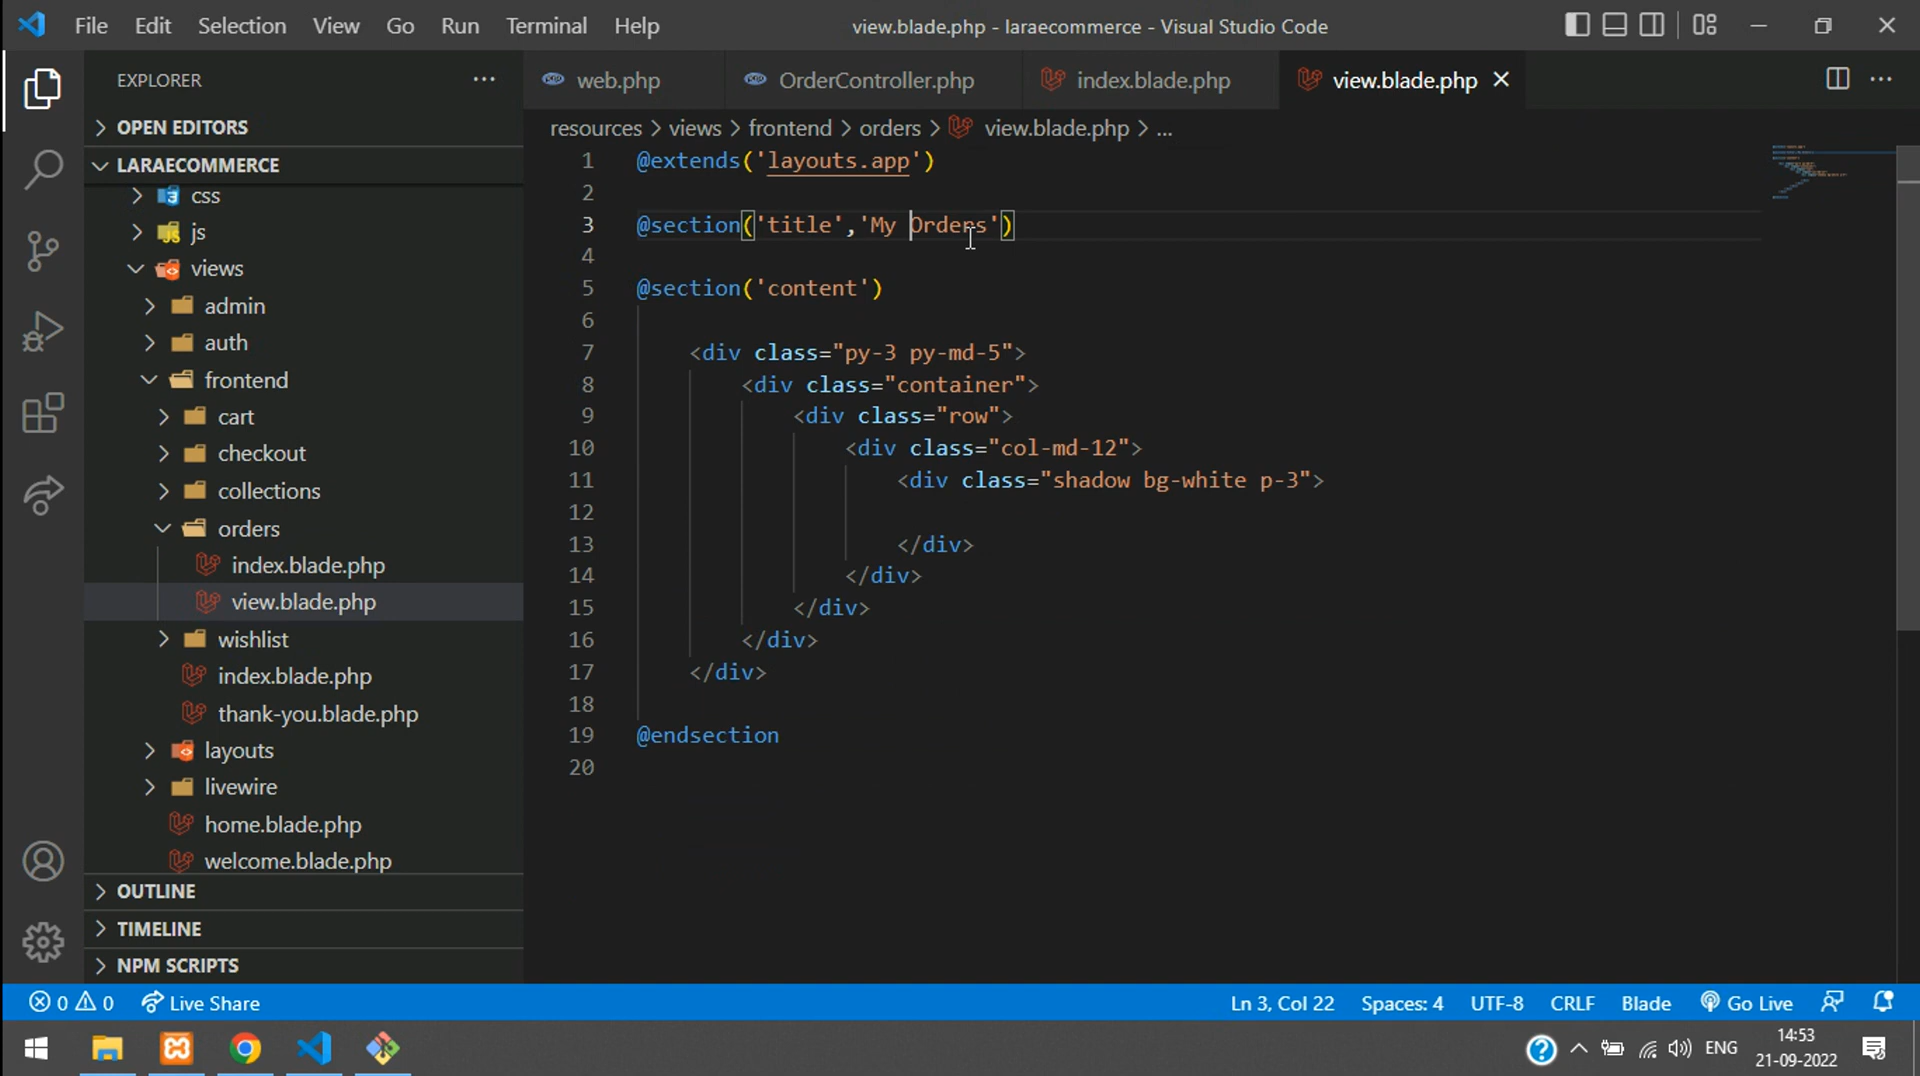 File Edit Selection View Go Run Terminal Help
view.blade.php - laraecommerce - Visual Studio Code
EXPLORER
OPEN EDITORS
LARAECOMMERCE
css
js
views
admin
auth
frontend
cart
checkout
collections
orders
index.blade.php
view.blade.php
wishlist
index.blade.php
thank-you.blade.php
layouts
livewire
home.blade.php
welcome.blade.php
OUTLINE
TIMELINE
NPM SCRIPTS
web.php OrderController.php index.blade.php view.blade.php
resources > views > frontend > orders > view.blade.php > ...
1 @extends('layouts.app')
2
3 @section('title','My Orders')
4
5 @section('content')
6
7 <div class="py-3 py-md-5">
8 <div class="container">
9 <div class="row">
10 <div class="col-md-12">
11 <div class="shadow bg-white p-3">
12
13 </div>
14 </div>
15 </div>
16 </div>
17 </div>
18
19 @endsection
20
0 0 Live Share Ln 3, Col 22 Spaces: 4 UTF-8 CRLF Blade Go Live
ENG 14:53
21-09-2022